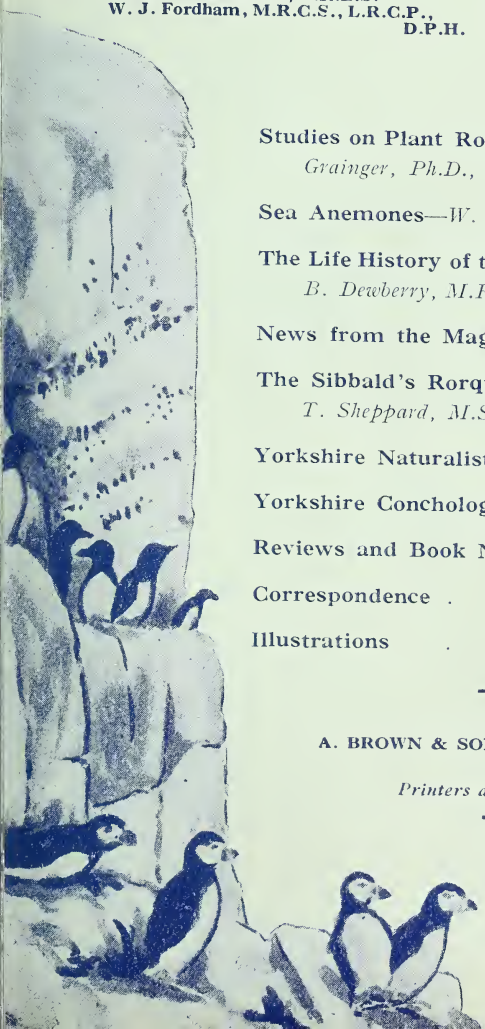 W. J. Fordham, M.R.C.S., L.R.C.P.,
D.P.H.
Studies on Plant Ro
Grainger, Ph.D.,
Sea Anemones—W.
The Life History of t
B. Dewberry, M.R
News from the Mag
The Sibbald's Rorq
T. Sheppard, M.S
Yorkshire Naturalist
Yorkshire Concholog
Reviews and Book N
Correspondence .
Illustrations .
A. BROWN & SO
Printers a